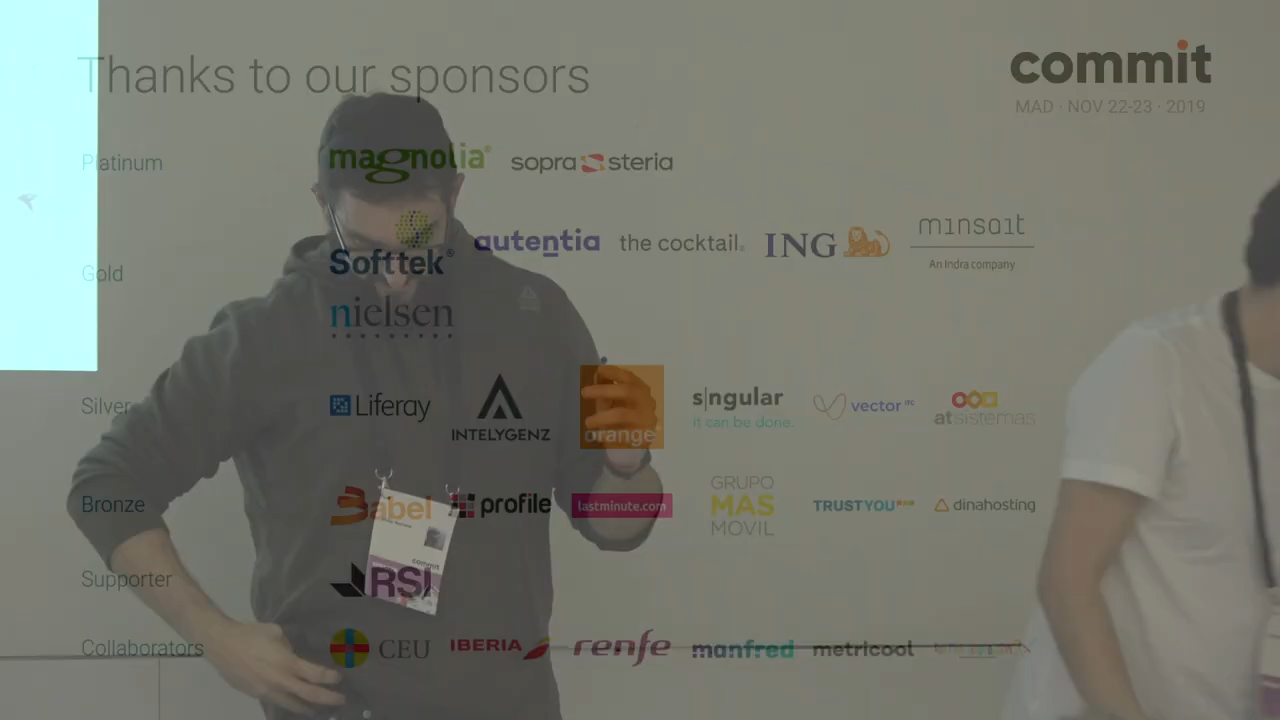 Thanks to our sponsors
commit
MAD · NOV 22-23 · 2019
Platinum
magnolia®
sopra steria
Gold
Softtek®
autentia
the cocktail.
ING
minsait
An Indra company
nielsen
Silver
Liferay
INTELYGENZ
orange
s|ngular
it can be done.
vector ITC
atsistemas
Bronze
Babel
profile
lastminute.com
GRUPO
MAS
MOVIL
TRUSTYOU
dinahosting
commit
Supporter
RSI
Collaborators
CEU
IBERIA
renfe
manfred
metricool